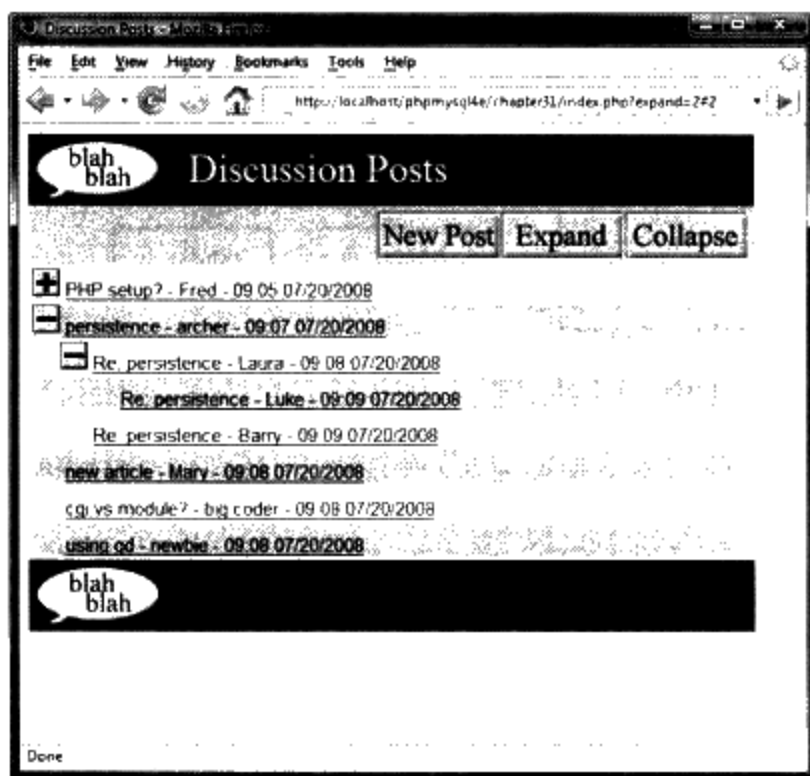 Discussion Posts - Mozilla Firefox
File Edit View History Bookmarks Tools Help
http://localhost/phpmysql4e/chapter31/index.php?expand=2#2
blah
blah
Discussion Posts
New Post Expand Collapse
PHP setup? - Fred - 09:05 07/20/2008
persistence - archer - 09:07 07/20/2008
Re: persistence - Laura - 09:08 07/20/2008
Re: persistence - Luke - 09:09 07/20/2008
Re: persistence - Barry - 09:09 07/20/2008
new article - Mary - 09:08 07/20/2008
cgi vs module? - big coder - 09:08 07/20/2008
using gd - newbie - 09:08 07/20/2008
blah
blah
Done